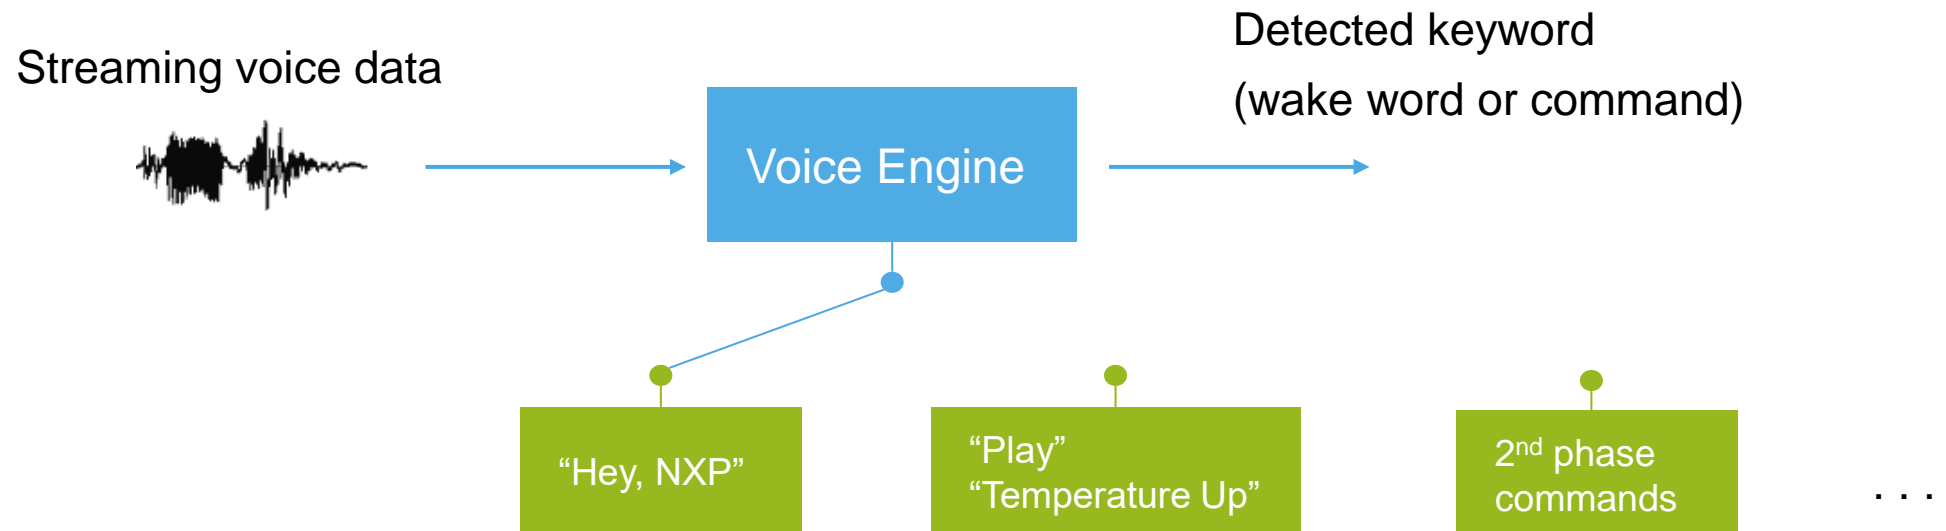 Streaming voice data
Detected keyword
(wake word or command)
Voice Engine
“Hey, NXP”
“Play”
“Temperature Up”
2nd phase
commands
. . .